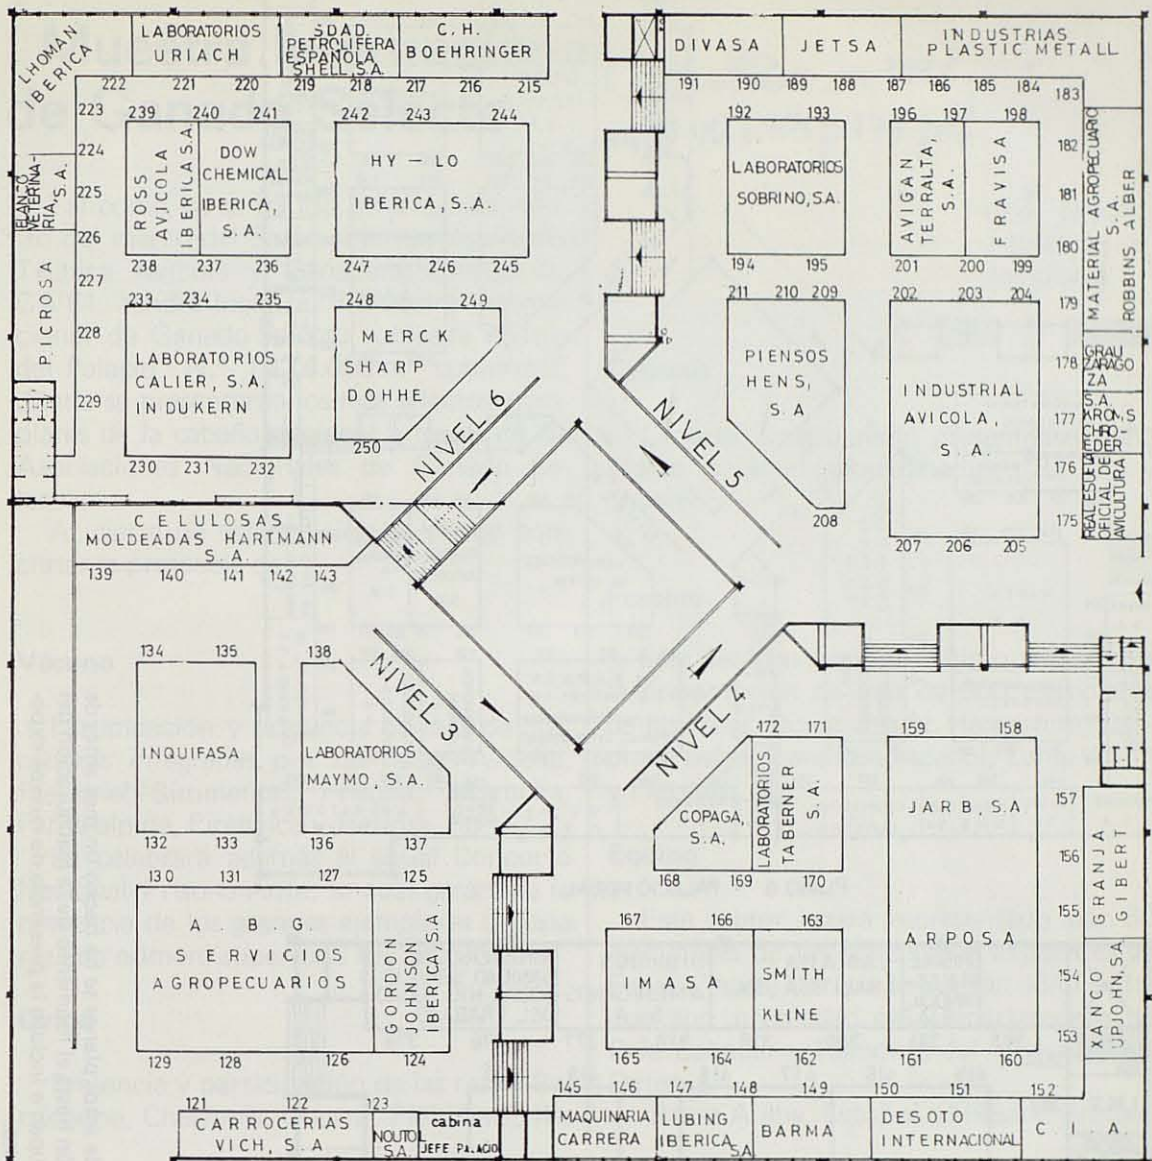 LHOMAN
IBERICA
LABORATORIOS
URIACH
SDAD.
PETROLIFERA
ESPAÑOLA
SHELL, S.A.
C. H.
BOEHRINGER
222 221 220 219 218 217 216 215
223
224
225
226
227
228
229
ELANCO
VETERINA-
RIA, S.A.
P.ICROSA
239 240 241
ROSS
AVICOLA
IBERICA S.A.
DOW
CHEMICAL
IBERICA,
S. A.
238 237 236
242 243 244
HY – LO
IBERICA, S.A.
247 246 245
233 234 235
LABORATORIOS
CALIER, S.A.
INDUKERN
230 231 232
248 249
MERCK
SHARP
DOHHE
250
NIVEL 6
DIVASA
JETSA
INDUSTRIAS
PLASTIC METALL
191 190 189 188 187 186 185 184
183
182
181
180
179
178
177
176
175
MATERIAL AGROPECUARIO
S. A.
ROBBINS ALBER
GRAU
ZARAGO
ZA
S.A.
KRON.S
CHRO-
EDER
REAL ESCUELA
OFICIAL DE
AVICULTURA
192 193
LABORATORIOS
SOBRINO, S.A.
194 195
196 197 198
AVIGAN
TERRALTA,
S.A.
FRAVISA
201 200 199
211 210 209
PIENSOS
HENS,
S. A
208
202 203 204
INDUSTRIAL
AVICOLA,
S. A.
207 206 205
NIVEL 5
CELULOSAS
MOLDEADAS HARTMANN
S. A.
139 140 141 142 143
134 135
INQUIFASA
132 133
138
LABORATORIOS
MAYMO, S.A.
136 137
NIVEL 3
130 131 127 125
A B G
SERVICIOS
AGROPECUARIOS
GORDON
JOHNSON
IBERICA, S.A
129 128 126 124
121 122 123
CARROCERIAS
VICH, S.A
NOUTOL
S.A.
cabina
JEFE PALACIO
NIVEL 4
172 171
COPAGA,
S.A.
LABORATORIOS
TABERNER
S. A.
168 169 170
167 166 163
IMASA
SMITH
KLINE
165 164 162
159 158
JARB, S.A.
ARPOSA
161 160
157
156
155
154
153
GRANJA
GIBERT
XANCO
UPJOHN, S.A.
145 146 147 148 149 150 151 152
MAQUINARIA
CARRERA
LUBING
IBERICA
S.A
BARMA
DESOTO
INTERNACIONAL
C. I. A.